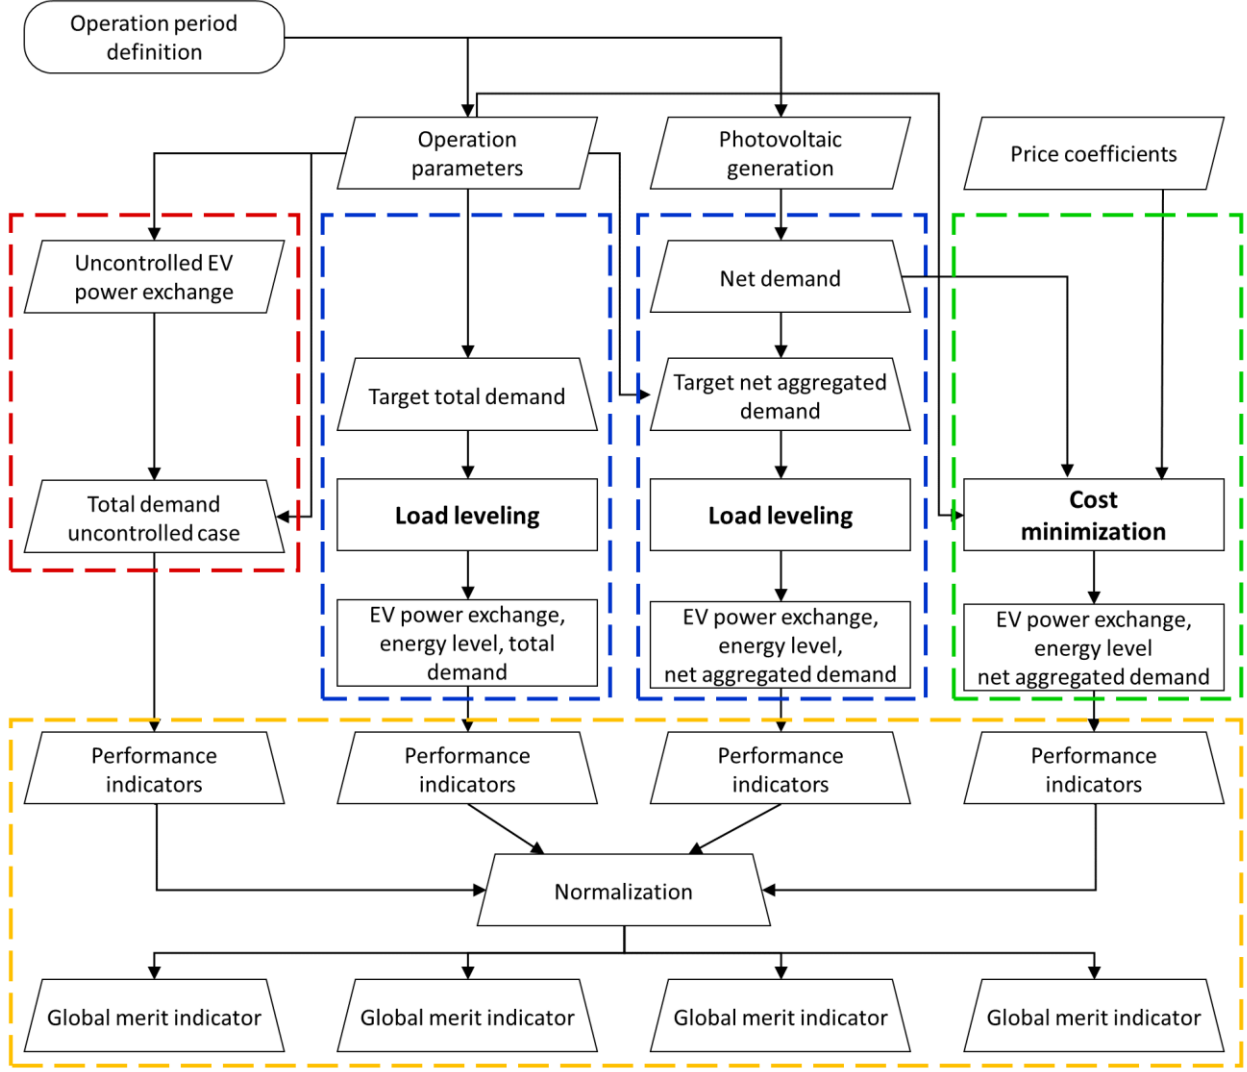 Operation period
definition
Operation
parameters
Photovoltaic
generation
Price coefficients
Uncontrolled EV
power exchange
Net demand
Target total demand
Target net aggregated
demand
Total demand
uncontrolled case
Load leveling
Load leveling
Cost
minimization
EV power exchange,
energy level, total
demand
EV power exchange,
energy level,
net aggregated demand
EV power exchange,
energy level
net aggregated demand
Performance
indicators
Performance
indicators
Performance
indicators
Performance
indicators
Normalization
Global merit indicator
Global merit indicator
Global merit indicator
Global merit indicator